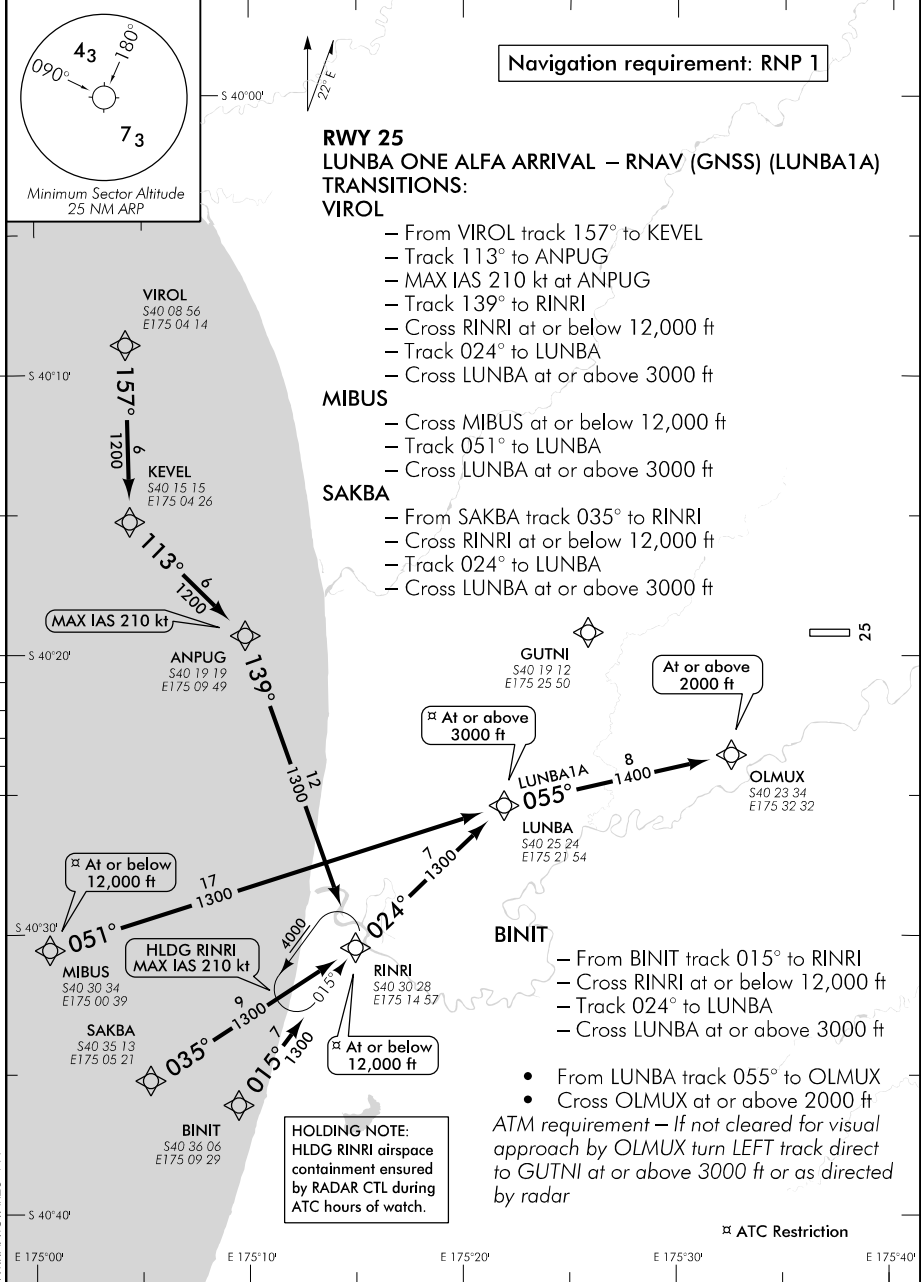 43
180°
090°
73
Minimum Sector Altitude
25 NM ARP
22° E
Navigation requirement: RNP 1
S 40°00'
RWY 25
LUNBA ONE ALFA ARRIVAL – RNAV (GNSS) (LUNBA1A)
TRANSITIONS:
VIROL
– From VIROL track 157° to KEVEL
– Track 113° to ANPUG
– MAX IAS 210 kt at ANPUG
– Track 139° to RINRI
– Cross RINRI at or below 12,000 ft
– Track 024° to LUNBA
– Cross LUNBA at or above 3000 ft
MIBUS
– Cross MIBUS at or below 12,000 ft
– Track 051° to LUNBA
– Cross LUNBA at or above 3000 ft
SAKBA
– From SAKBA track 035° to RINRI
– Cross RINRI at or below 12,000 ft
– Track 024° to LUNBA
– Cross LUNBA at or above 3000 ft
VIROL
S40 08 56
E175 04 14
S 40°10'
157°
6
1200
KEVEL
S40 15 15
E175 04 26
113°
6
1200
MAX IAS 210 kt
ANPUG
S40 19 19
E175 09 49
S 40°20'
139°
12
1300
GUTNI
S40 19 12
E175 25 50
25
At or above
2000 ft
¤ At or above
3000 ft
LUNBA1A
055°
8
1400
OLMUX
S40 23 34
E175 32 32
LUNBA
S40 25 24
E175 21 54
¤ At or below
12,000 ft
17
1300
7
1300
S 40°30'
051°
024°
4000
MIBUS
S40 30 34
E175 00 39
HLDG RINRI
MAX IAS 210 kt
015°
RINRI
S40 30 28
E175 14 57
SAKBA
S40 35 13
E175 05 21
035°
9
1300
015°
7
1300
¤ At or below
12,000 ft
BINIT
S40 36 06
E175 09 29
BINIT
– From BINIT track 015° to RINRI
– Cross RINRI at or below 12,000 ft
– Track 024° to LUNBA
– Cross LUNBA at or above 3000 ft
• From LUNBA track 055° to OLMUX
• Cross OLMUX at or above 2000 ft
ATM requirement – If not cleared for visual
approach by OLMUX turn LEFT track direct
to GUTNI at or above 3000 ft or as directed
by radar
HOLDING NOTE:
HLDG RINRI airspace
containment ensured
by RADAR CTL during
ATC hours of watch.
S 40°40'
¤ ATC Restriction
E 175°00'
E 175°10'
E 175°20'
E 175°30'
E 175°40'